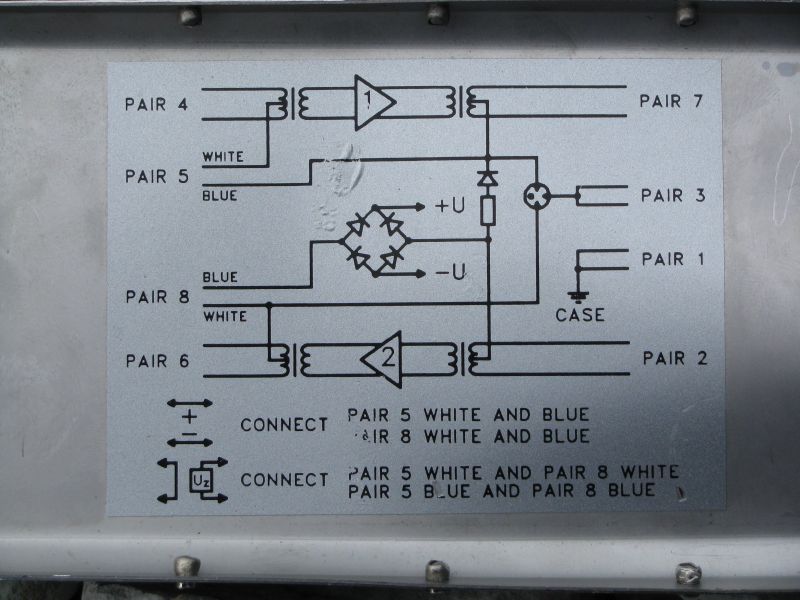 PAIR 4
1
PAIR 7
WHITE
PAIR 5
BLUE
+U
PAIR 3
BLUE
-U
PAIR 1
PAIR 8
WHITE
CASE
PAIR 6
2
PAIR 2
+
CONNECT PAIR 5 WHITE AND BLUE
- PAIR 8 WHITE AND BLUE
Uz CONNECT PAIR 5 WHITE AND PAIR 8 WHITE
PAIR 5 BLUE AND PAIR 8 BLUE